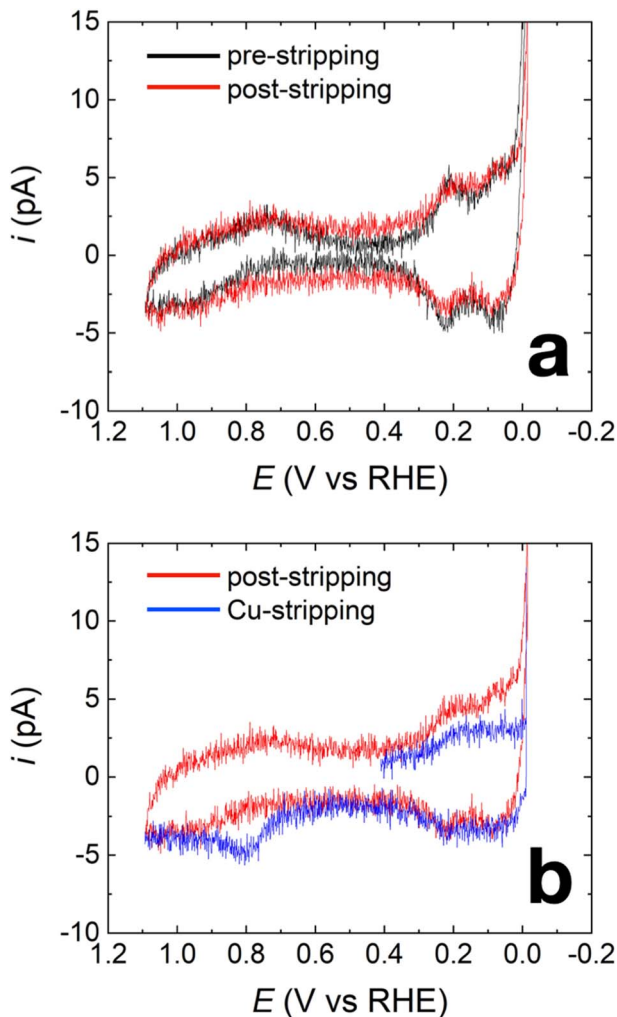 15
10
5
0
-5
-10
i (pA)
pre-stripping
post-stripping
a
1.2 1.0 0.8 0.6 0.4 0.2 0.0 -0.2
E (V vs RHE)
15
10
5
0
-5
-10
i (pA)
post-stripping
Cu-stripping
b
1.2 1.0 0.8 0.6 0.4 0.2 0.0 -0.2
E (V vs RHE)